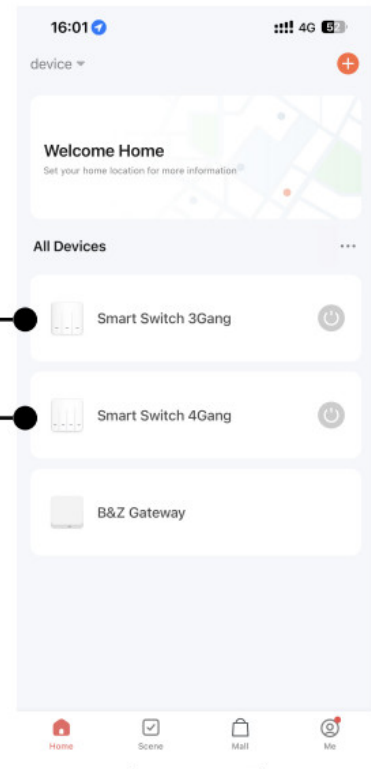 16:01 4G 52
device
Welcome Home
Set your home location for more information
All Devices
...
Smart Switch 3Gang
Smart Switch 4Gang
B&Z Gateway
Home Scene Mall Me